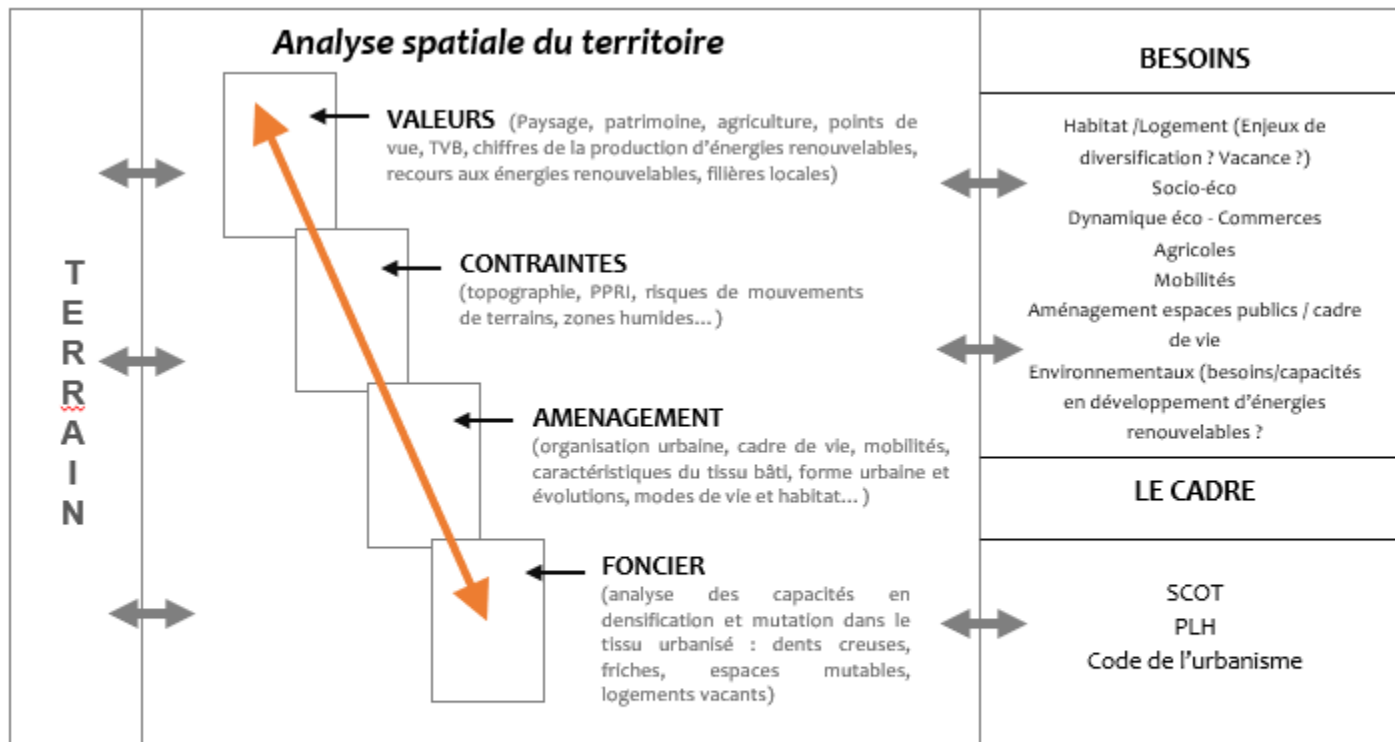 TERRAIN
Analyse spatiale du territoire
VALEURS (Paysage, patrimoine, agriculture, points de
vue, TVB, chiffres de la production d'énergies renouvelables,
recours aux énergies renouvelables, filières locales)
CONTRAINTES
(topographie, PPRI, risques de mouvements
de terrains, zones humides... )
AMENAGEMENT
(organisation urbaine, cadre de vie, mobilités,
caractéristiques du tissu bâti, forme urbaine et
évolutions, modes de vie et habitat... )
FONCIER
(analyse des capacités en
densification et mutation dans le
tissu urbanisé : dents creuses,
friches, espaces mutables,
logements vacants)
BESOINS
Habitat /Logement (Enjeux de
diversification ? Vacance ?)
Socio-éco
Dynamique éco - Commerces
Agricoles
Mobilités
Aménagement espaces publics / cadre
de vie
Environnementaux (besoins/capacités
en développement d'énergies
renouvelables ?
LE CADRE
SCOT
PLH
Code de l'urbanisme